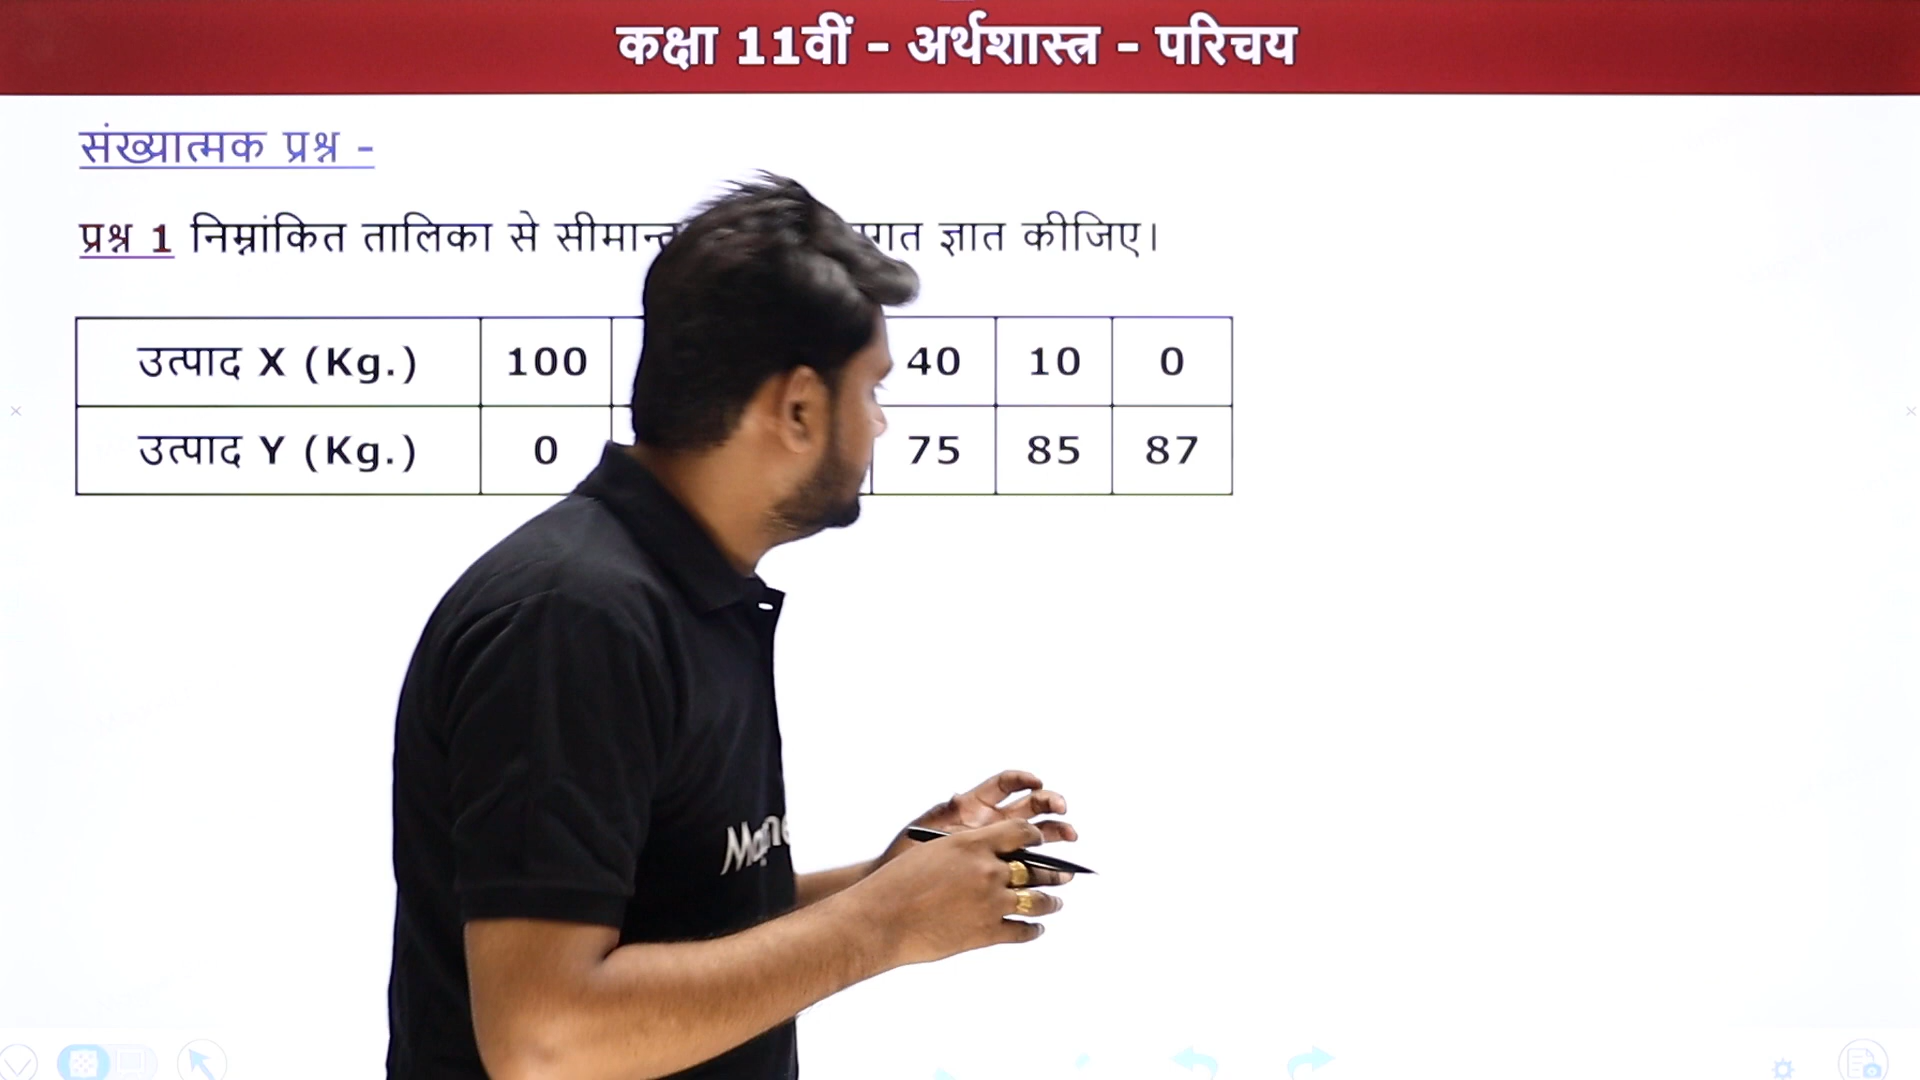 कक्षा 11वीं - अर्थशास्त्र - परिचय
संख्यात्मक प्रश्न -
प्रश्न 1 निम्नांकित तालिका से ज्ञात कीजिए।
उत्पाद X (Kg.) 100 40 10 0
उत्पाद Y (Kg.) 0 75 85 87